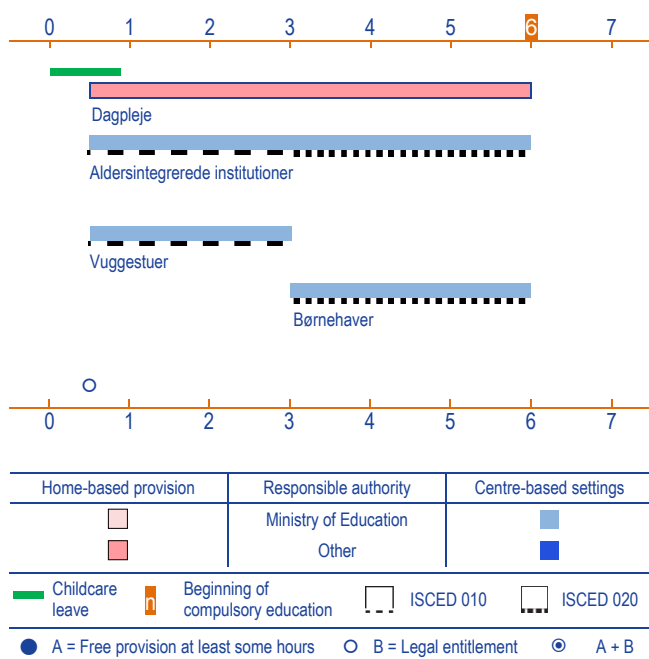 0 1 2 3 4 5 6 7
Dagpleje
Aldersintegrerede institutioner
Vuggestuer
Børnehaver
0 1 2 3 4 5 6 7
Home-based provision Responsible authority Centre-based settings
Ministry of Education
Other
Childcare leave n Beginning of compulsory education ISCED 010 ISCED 020
A = Free provision at least some hours B = Legal entitlement A + B